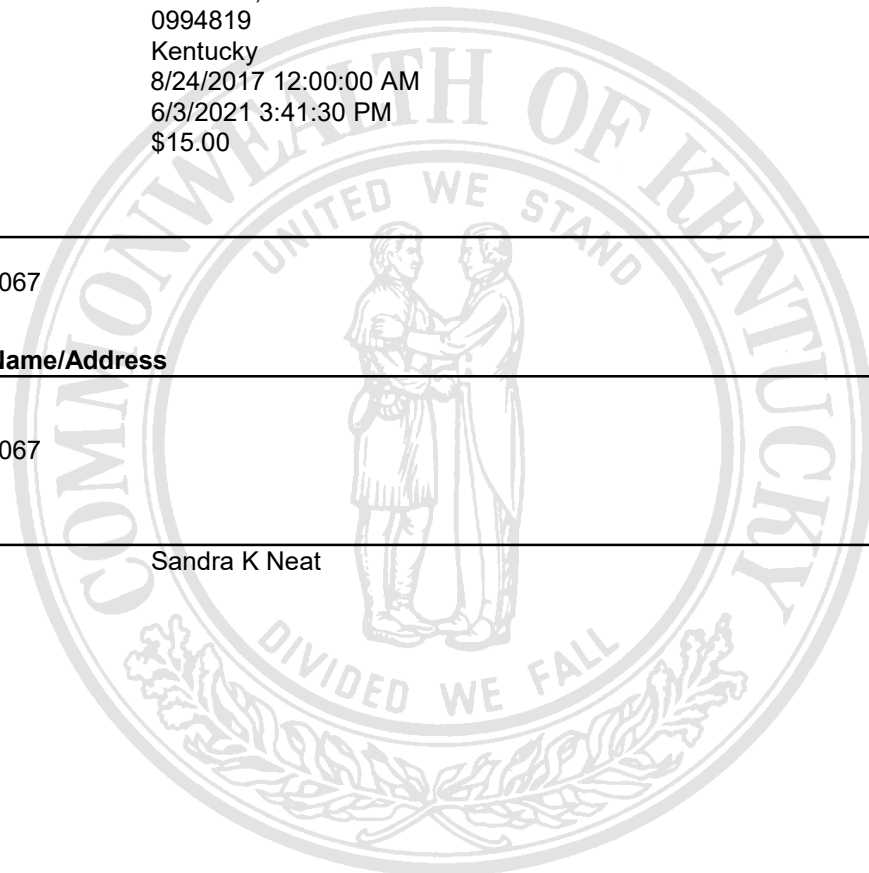 0994819
Kentucky
8/24/2017 12:00:00 AM
6/3/2021 3:41:30 PM
$15.00
COMMONWEALTH OF KENTUCKY
UNITED WE STAND
067
Name/Address
067
Sandra K Neat
DIVIDED WE FALL